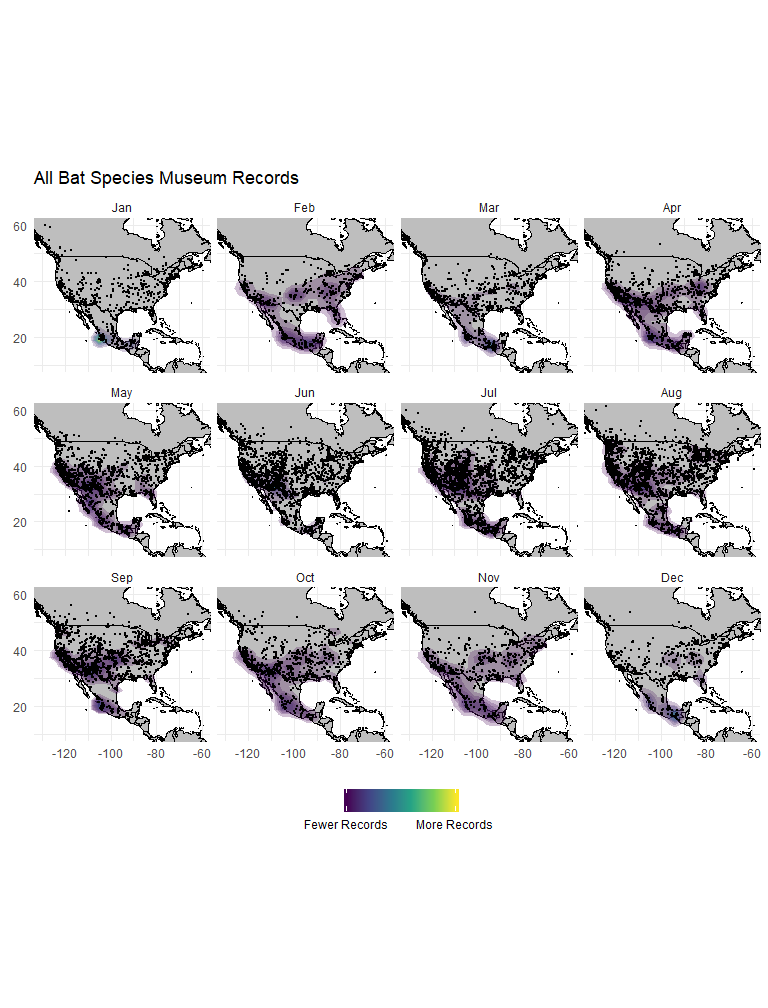 All Bat Species Museum Records
Jan Feb Mar Apr
60
40
20
May Jun Jul Aug
60
40
20
Sep Oct Nov Dec
60
40
20
-120 -100 -80 -60 -120 -100 -80 -60 -120 -100 -80 -60 -120 -100 -80 -60
Fewer Records More Records